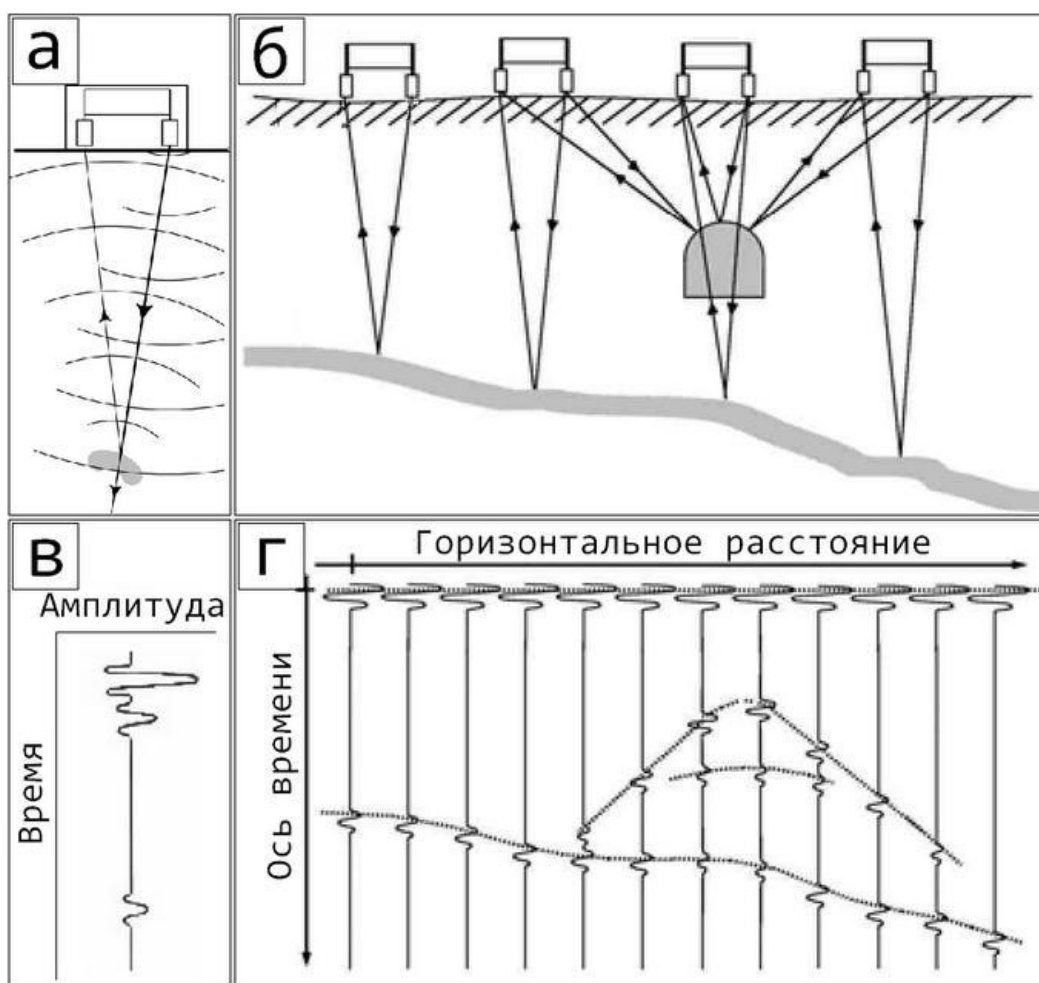 а
б
в
Амплитуда
Время
г
Горизонтальное расстояние
Ось времени